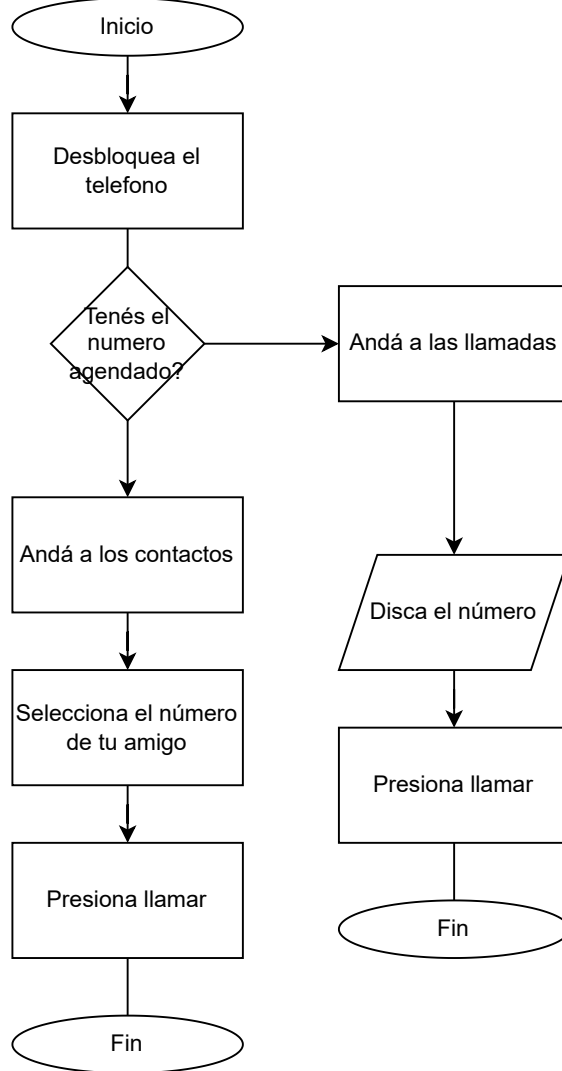 Inicio
Desbloquea el
telefono
Tenés el
numero
agendado?
Andá a las llamadas
Andá a los contactos
Disca el número
Selecciona el número
de tu amigo
Presiona llamar
Presiona llamar
Fin
Fin